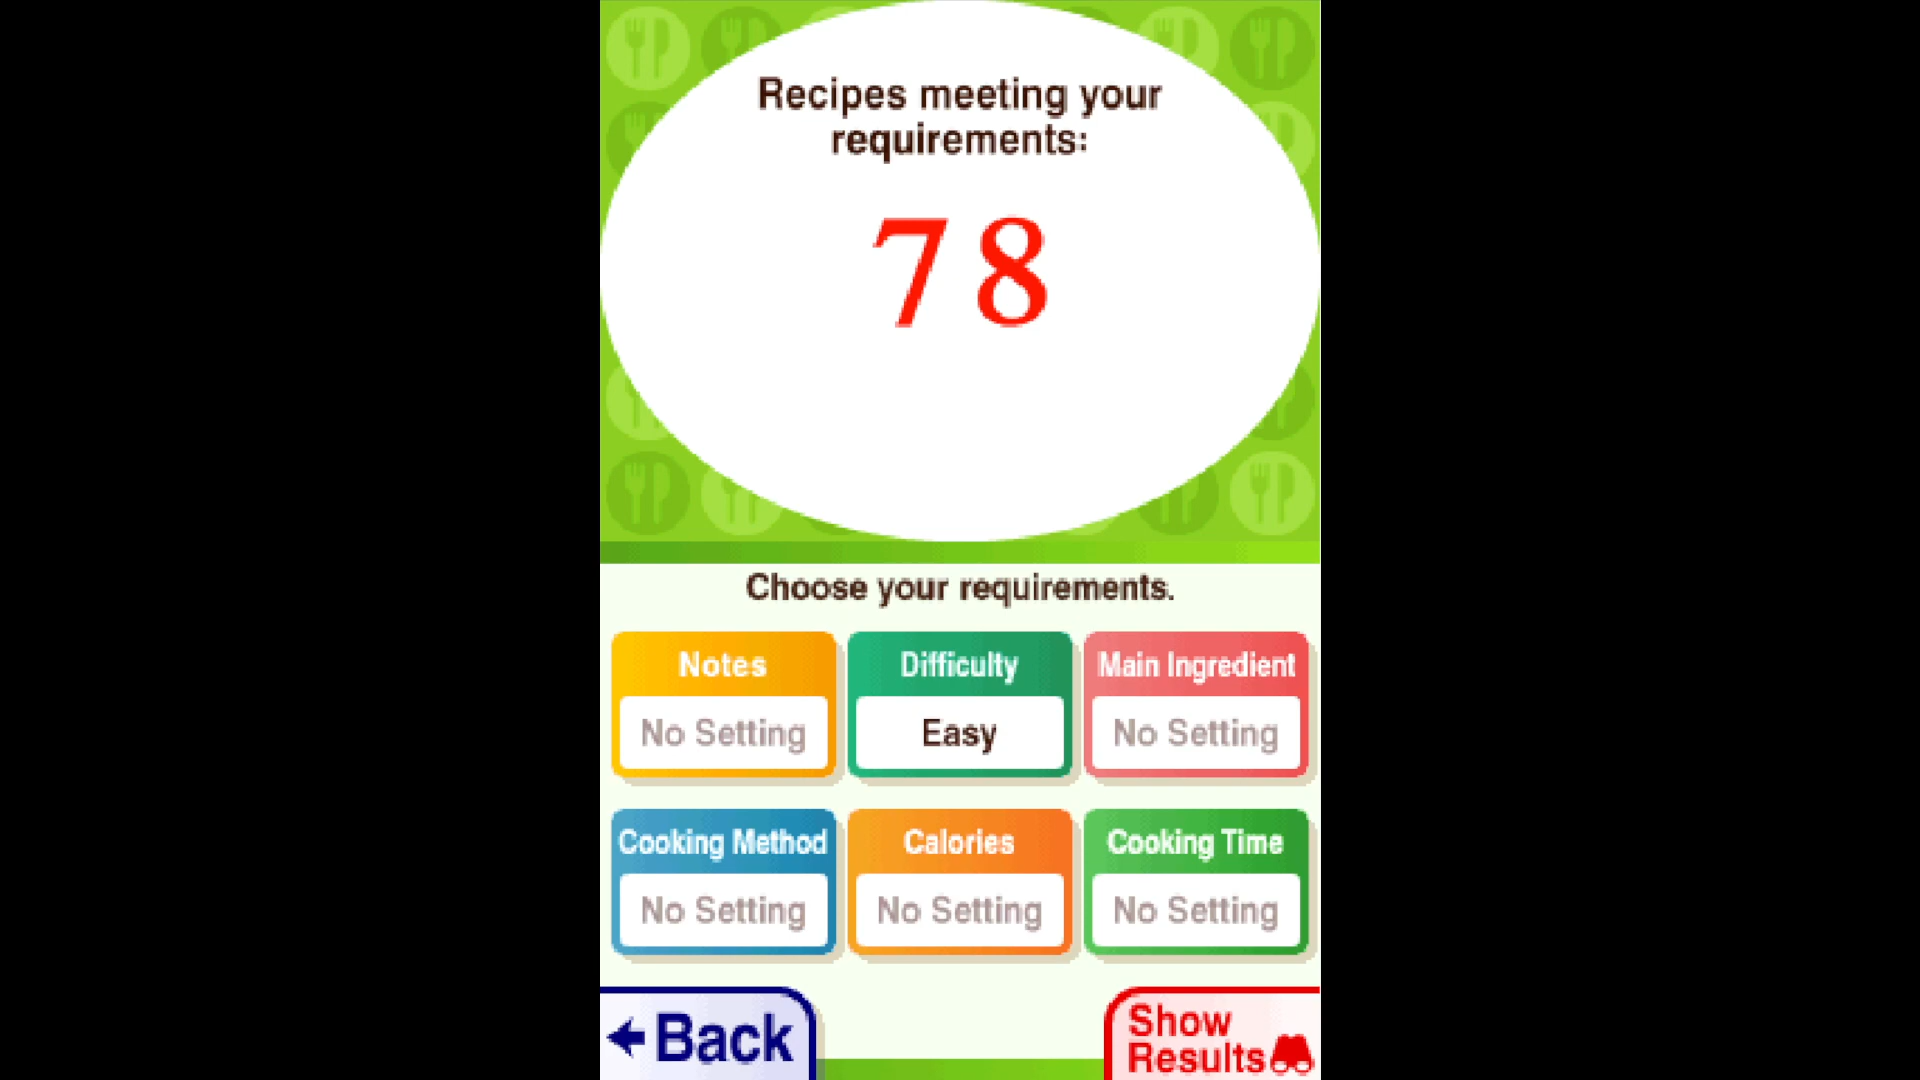 Recipes meeting your
requirements:
78
Choose your requirements.
Notes
No Setting
Difficulty
Easy
Main Ingredient
No Setting
Cooking Method
No Setting
Calories
No Setting
Cooking Time
No Setting
Back
Show
Results